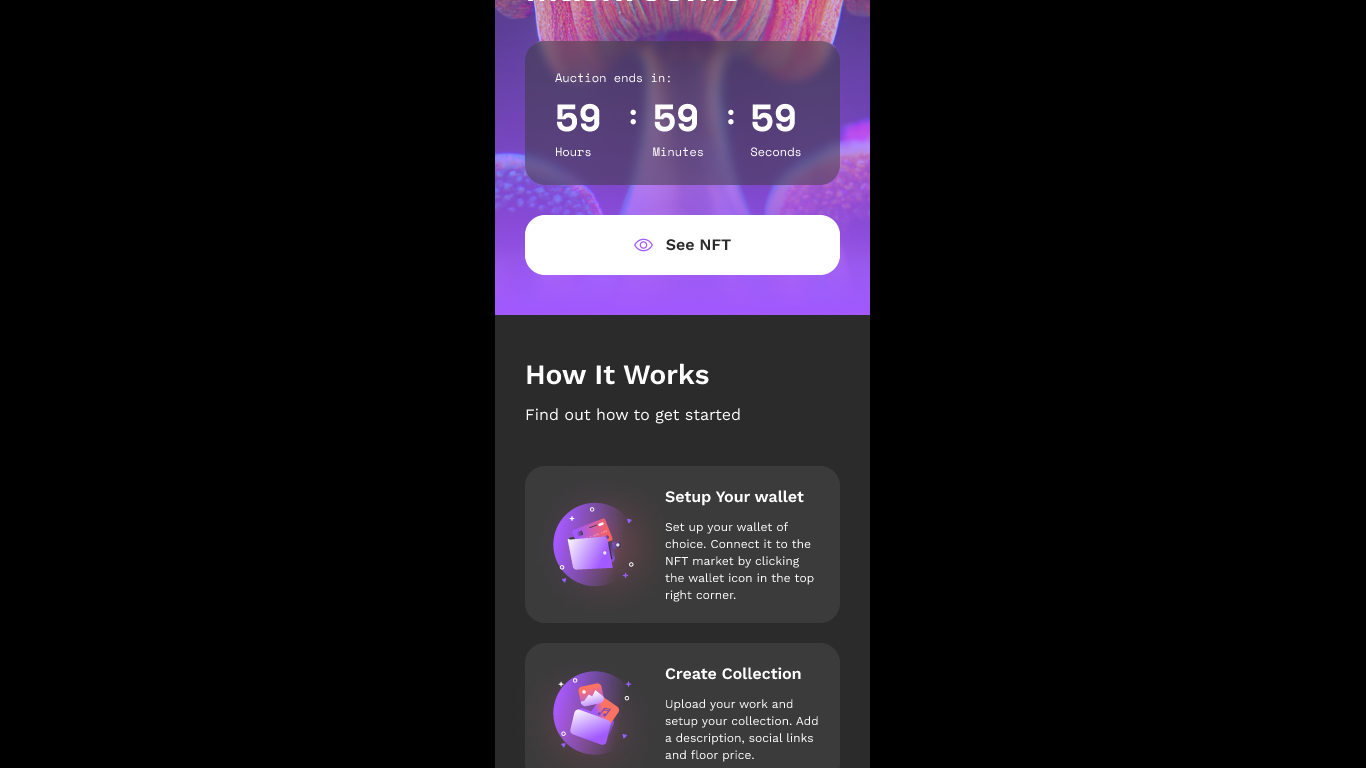 Auction ends in:
59 : 59 : 59
Hours Minutes Seconds
See NFT
How It Works
Find out how to get started
Setup Your wallet
Set up your wallet of
choice. Connect it to the
NFT market by clicking
the wallet icon in the top
right corner.
Create Collection
Upload your work and
setup your collection. Add
a description, social links
and floor price.